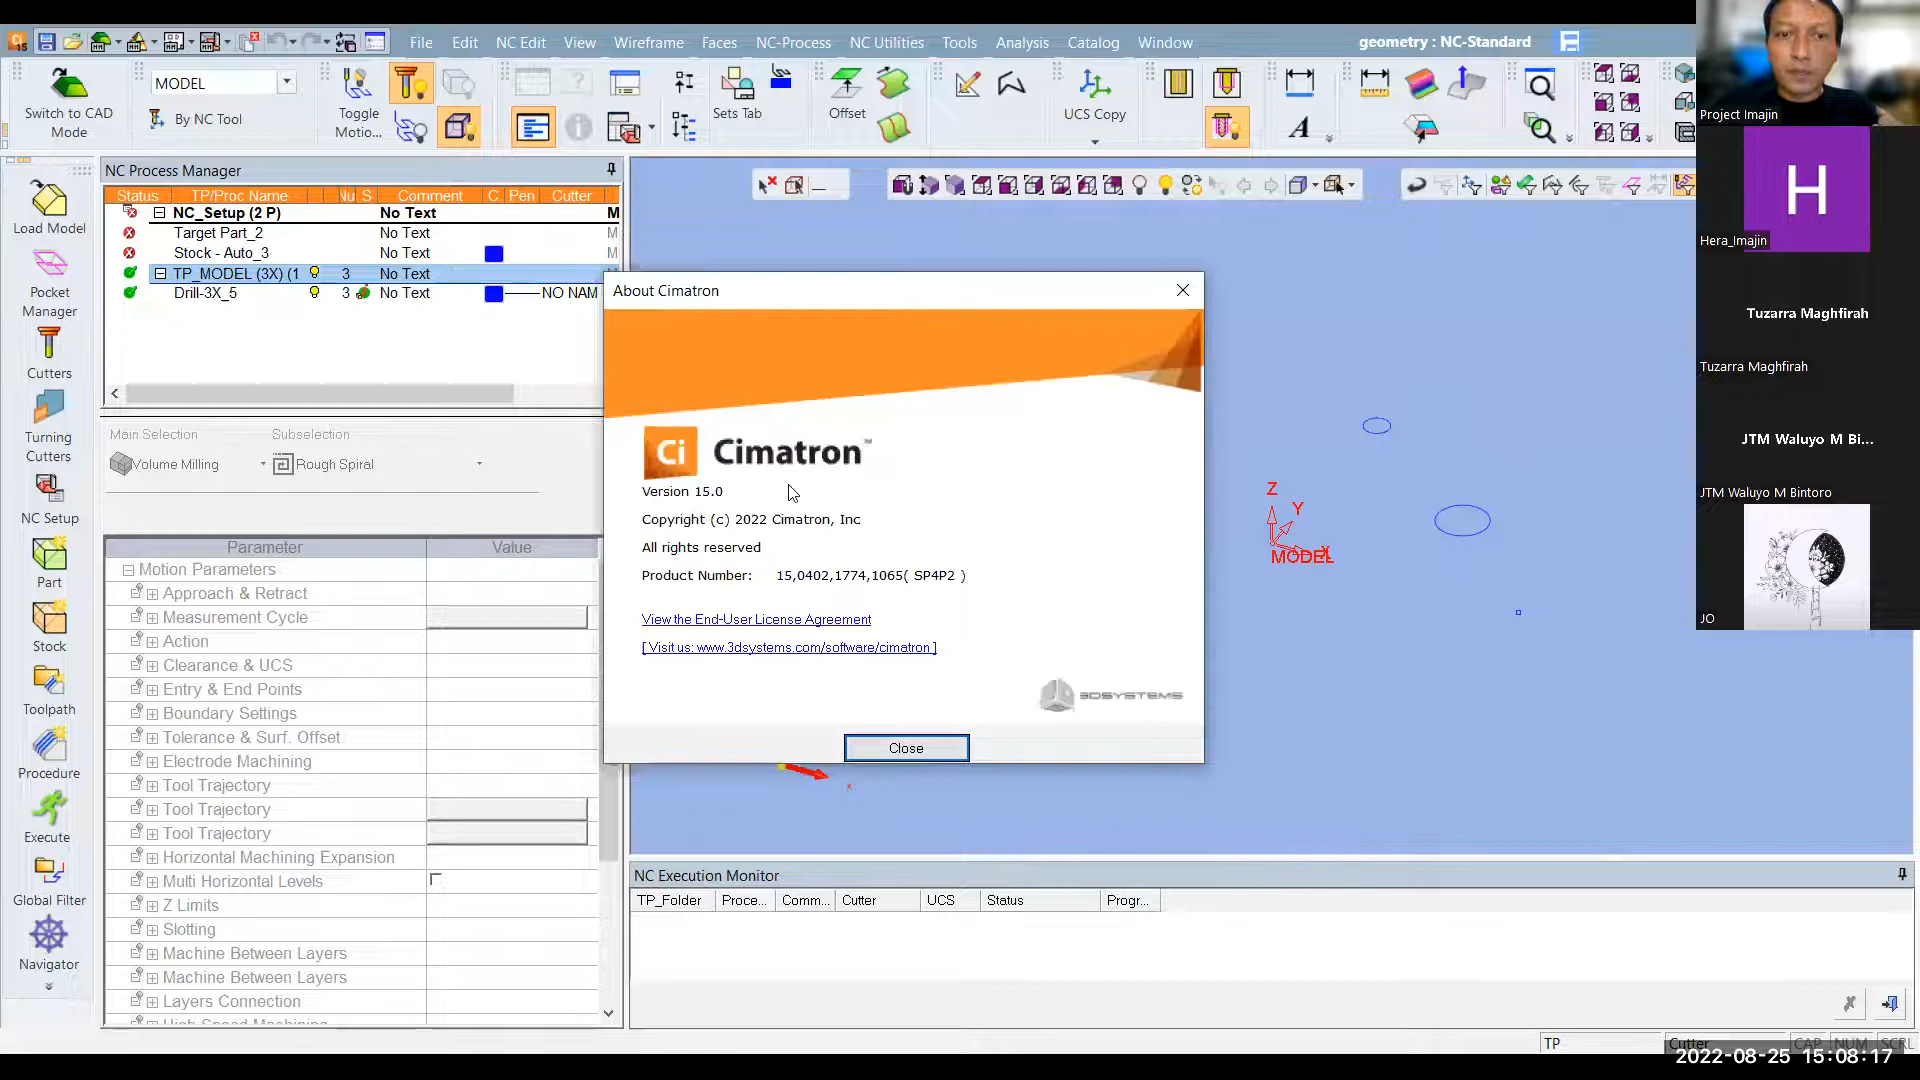 File Edit NC Edit View Wireframe Faces NC-Process NC Utilities Tools Analysis Catalog Window geometry : NC-Standard
Switch to CAD Mode
MODEL
By NC Tool
Toggle Motio...
Sets Tab
Offset
UCS Copy
Project Imajin
Hera_Imajin
H
Tuzarra Maghfirah
Tuzarra Maghfirah
JTM Waluyo M Bi...
JTM Waluyo M Bintoro
JO
Load Model
Pocket Manager
Cutters
Turning Cutters
NC Setup
Part
Stock
Toolpath
Procedure
Execute
Global Filter
Navigator
NC Process Manager
Status TP/Proc Name Nu S Comment C Pen Cutter
NC_Setup (2 P) No Text M
Target Part_2 No Text M
Stock - Auto_3 No Text M
TP_MODEL (3X) (1 3 No Text
Drill-3X_5 3 No Text NO NAM
Main Selection Subselection
Volume Milling Rough Spiral
Parameter Value
Motion Parameters
Approach & Retract
Measurement Cycle
Action
Clearance & UCS
Entry & End Points
Boundary Settings
Tolerance & Surf. Offset
Electrode Machining
Tool Trajectory
Tool Trajectory
Tool Trajectory
Horizontal Machining Expansion
Multi Horizontal Levels
Z Limits
Slotting
Machine Between Layers
Machine Between Layers
Layers Connection
High Speed Machining
About Cimatron
Ci Cimatron™
Version 15.0
Copyright (c) 2022 Cimatron, Inc
All rights reserved
Product Number: 15,0402,1774,1065( SP4P2 )
View the End-User License Agreement
[ Visit us: www.3dsystems.com/software/cimatron ]
3DSYSTEMS
Close
Z
Y
X
MODEL
NC Execution Monitor
TP_Folder Proce... Comm... Cutter UCS Status Progr...
TP Cutter CAP NUM SCRL
2022-08-25 15:08:17